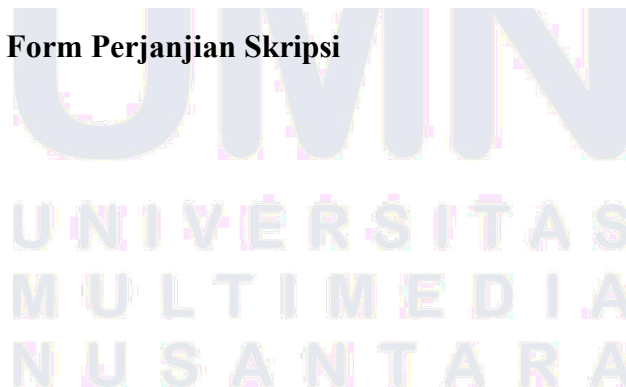 Form Perjanjian Skripsi
UMN
UNIVERSITAS
MULTIMEDIA
NUSANTARA